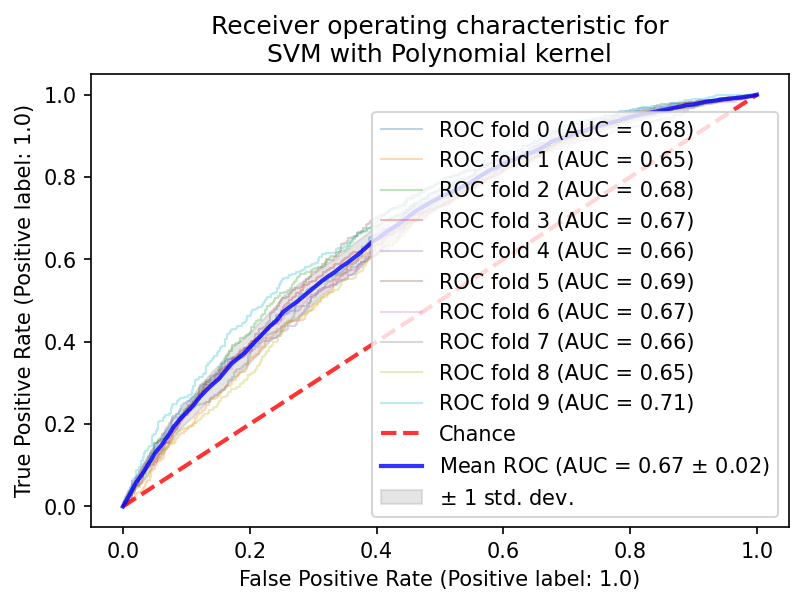 Receiver operating characteristic for
SVM with Polynomial kernel
True Positive Rate (Positive label: 1.0)
1.0
0.8
0.6
0.4
0.2
0.0
ROC fold 0 (AUC = 0.68)
ROC fold 1 (AUC = 0.65)
ROC fold 2 (AUC = 0.68)
ROC fold 3 (AUC = 0.67)
ROC fold 4 (AUC = 0.66)
ROC fold 5 (AUC = 0.69)
ROC fold 6 (AUC = 0.67)
ROC fold 7 (AUC = 0.66)
ROC fold 8 (AUC = 0.65)
ROC fold 9 (AUC = 0.71)
Chance
Mean ROC (AUC = 0.67 ± 0.02)
± 1 std. dev.
0.0 0.2 0.4 0.6 0.8 1.0
False Positive Rate (Positive label: 1.0)